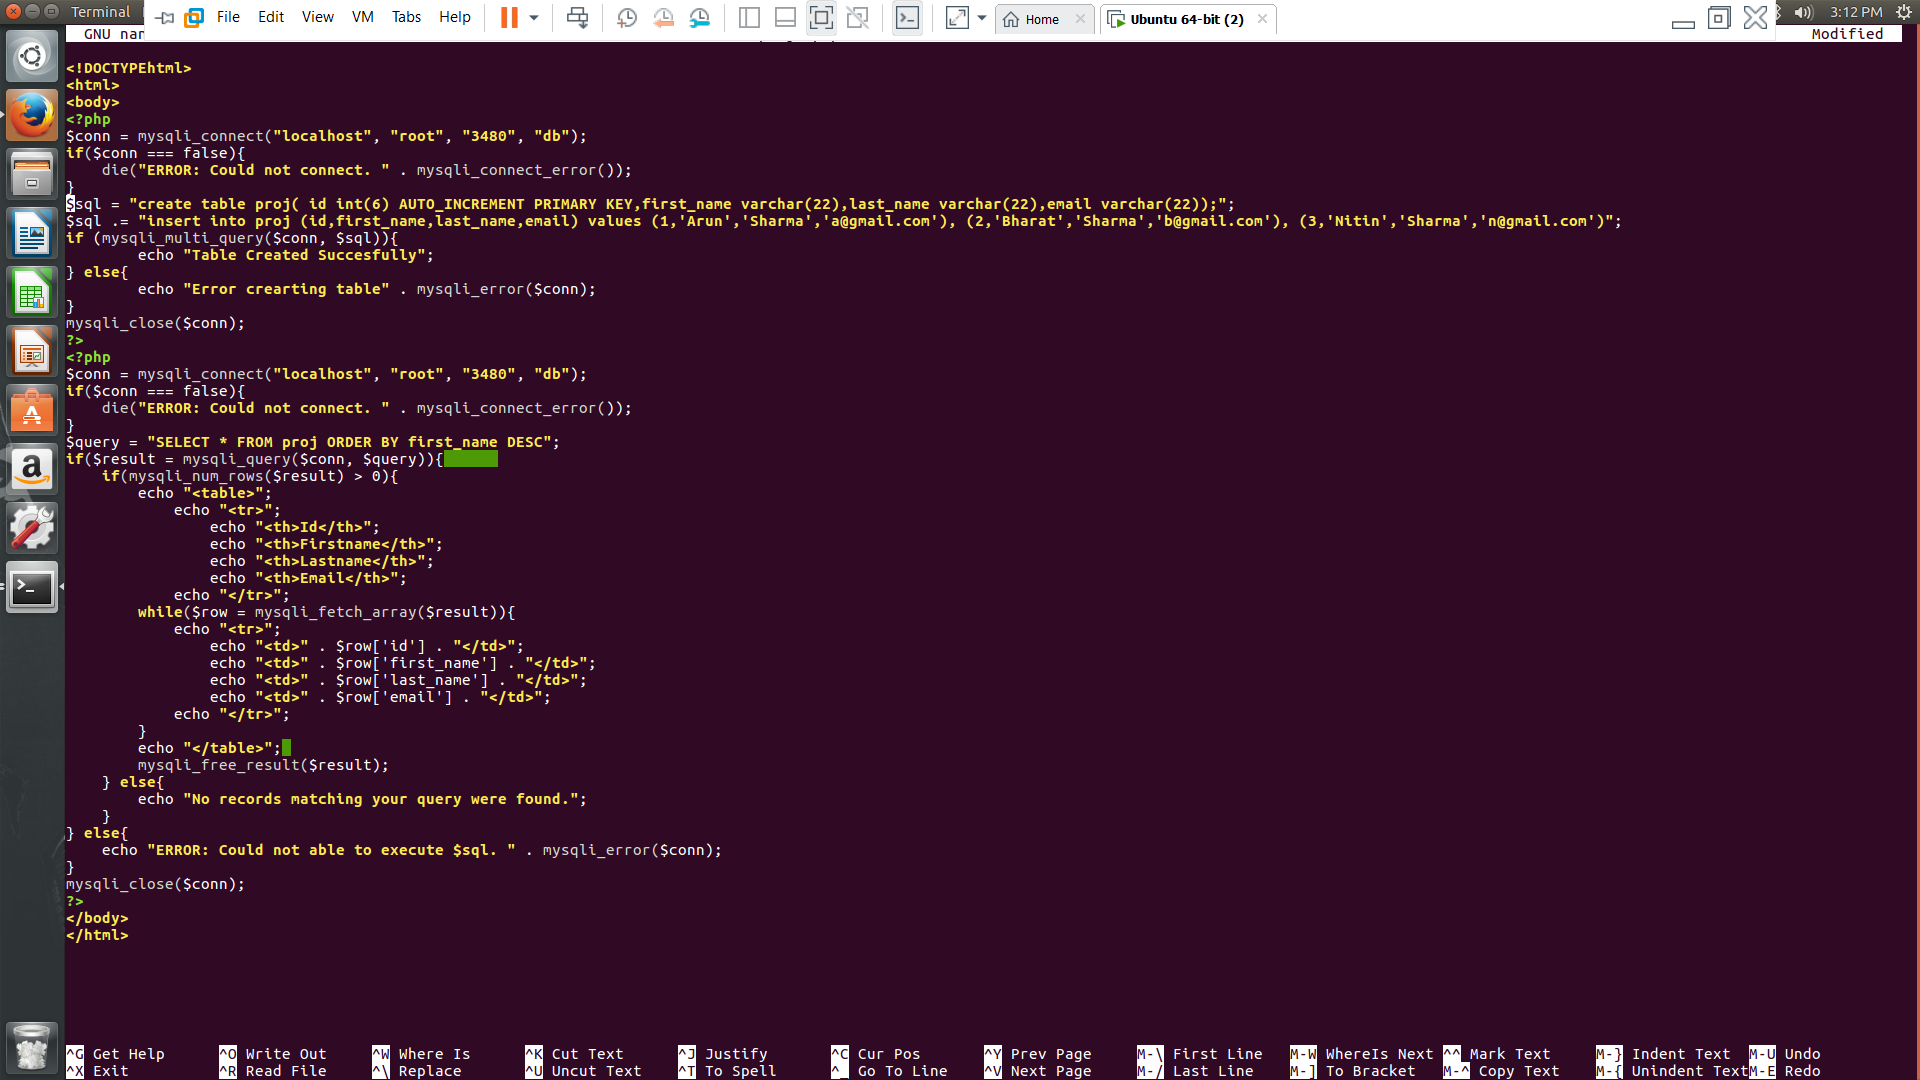 Terminal File Edit View VM Tabs Help Home Ubuntu 64-bit (2) 3:12 PM
GNU nan Modified
<!DOCTYPEhtml>
<html>
<body>
<?php
$conn = mysqli_connect("localhost", "root", "3480", "db");
if($conn === false){
    die("ERROR: Could not connect. " . mysqli_connect_error());
}
$sql = "create table proj( id int(6) AUTO_INCREMENT PRIMARY KEY,first_name varchar(22),last_name varchar(22),email varchar(22));";
$sql .= "insert into proj (id,first_name,last_name,email) values (1,'Arun','Sharma','a@gmail.com'), (2,'Bharat','Sharma','b@gmail.com'), (3,'Nitin','Sharma','n@gmail.com')";
if (mysqli_multi_query($conn, $sql)){
        echo "Table Created Succesfully";
} else{
        echo "Error crearting table" . mysqli_error($conn);
}
mysqli_close($conn);
?>
<?php
$conn = mysqli_connect("localhost", "root", "3480", "db");
if($conn === false){
    die("ERROR: Could not connect. " . mysqli_connect_error());
}
$query = "SELECT * FROM proj ORDER BY first_name DESC";
if($result = mysqli_query($conn, $query)){
    if(mysqli_num_rows($result) > 0){
        echo "<table>";
            echo "<tr>";
                echo "<th>Id</th>";
                echo "<th>Firstname</th>";
                echo "<th>Lastname</th>";
                echo "<th>Email</th>";
            echo "</tr>";
        while($row = mysqli_fetch_array($result)){
            echo "<tr>";
                echo "<td>" . $row['id'] . "</td>";
                echo "<td>" . $row['first_name'] . "</td>";
                echo "<td>" . $row['last_name'] . "</td>";
                echo "<td>" . $row['email'] . "</td>";
            echo "</tr>";
        }
        echo "</table>";
        mysqli_free_result($result);
    } else{
        echo "No records matching your query were found.";
    }
} else{
    echo "ERROR: Could not able to execute $sql. " . mysqli_error($conn);
}
mysqli_close($conn);
?>
</body>
</html>
^G Get Help ^O Write Out ^W Where Is ^K Cut Text ^J Justify ^C Cur Pos ^Y Prev Page M-\ First Line M-W WhereIs Next ^^ Mark Text M-} Indent Text M-U Undo
^X Exit ^R Read File ^\ Replace ^U Uncut Text ^T To Spell ^_ Go To Line ^V Next Page M-/ Last Line M-] To Bracket M-^ Copy Text M-{ Unindent Text M-E Redo